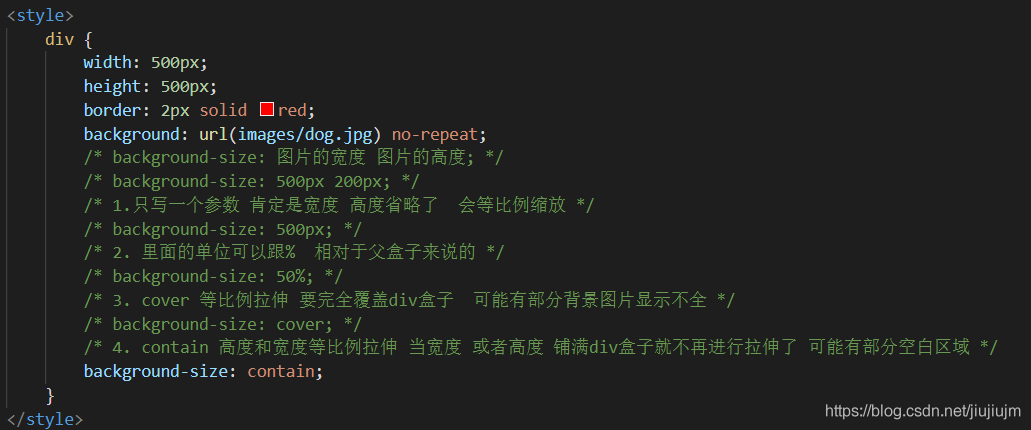 <style>
div {
width: 500px;
height: 500px;
border: 2px solid red;
background: url(images/dog.jpg) no-repeat;
/* background-size: 图片的宽度 图片的高度; */
/* background-size: 500px 200px; */
/* 1.只写一个参数 肯定是宽度 高度省略了  会等比例缩放 */
/* background-size: 500px; */
/* 2. 里面的单位可以跟%  相对于父盒子来说的 */
/* background-size: 50%; */
/* 3. cover 等比例拉伸 要完全覆盖div盒子  可能有部分背景图片显示不全 */
/* background-size: cover; */
/* 4. contain 高度和宽度等比例拉伸 当宽度 或者高度 铺满div盒子就不再进行拉伸了 可能有部分空白区域 */
background-size: contain;
}
</style>
https://blog.csdn.net/jiujiujm